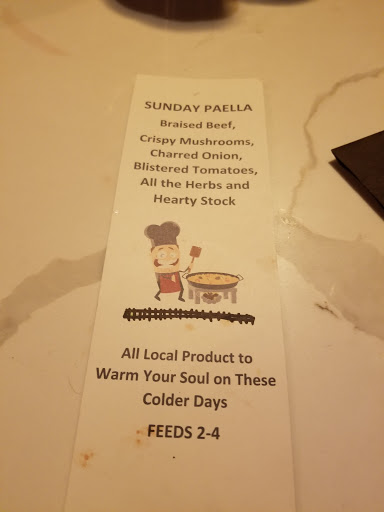 SUNDAY PAELLA
Braised Beef,
Crispy Mushrooms,
Charred Onion,
Blistered Tomatoes,
All the Herbs and
Hearty Stock
All Local Product to
Warm Your Soul on These
Colder Days
FEEDS 2-4